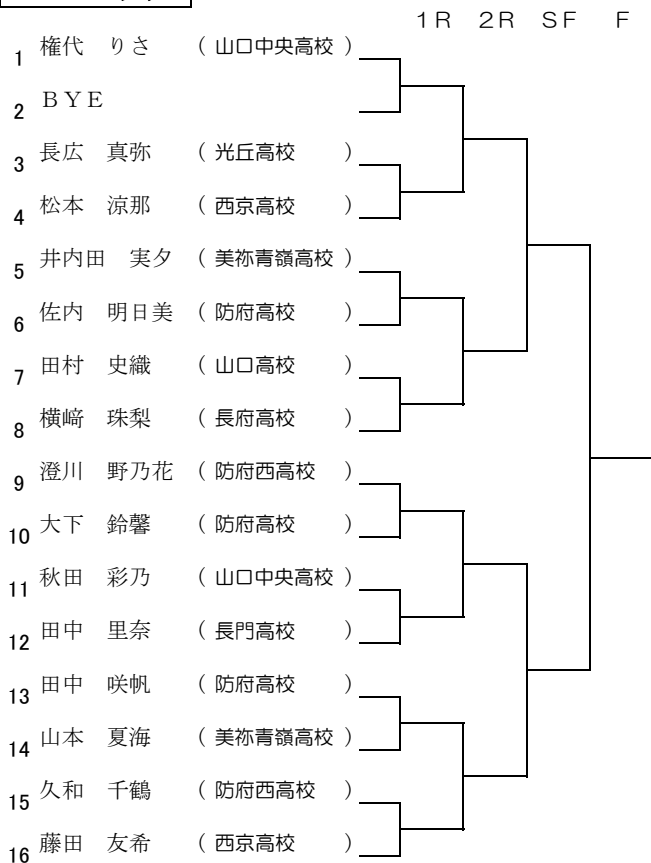 １Ｒ ２Ｒ ＳＦ Ｆ
1 権代 りさ （ 山口中央高校 ）
2 ＢＹＥ
3 長広 真弥 （ 光丘高校 ）
4 松本 涼那 （ 西京高校 ）
5 井内田 実夕 （ 美祢青嶺高校 ）
6 佐内 明日美 （ 防府高校 ）
7 田村 史織 （ 山口高校 ）
8 横﨑 珠梨 （ 長府高校 ）
9 澄川 野乃花 （ 防府西高校 ）
10 大下 鈴馨 （ 防府高校 ）
11 秋田 彩乃 （ 山口中央高校 ）
12 田中 里奈 （ 長門高校 ）
13 田中 咲帆 （ 防府高校 ）
14 山本 夏海 （ 美祢青嶺高校 ）
15 久和 千鶴 （ 防府西高校 ）
16 藤田 友希 （ 西京高校 ）